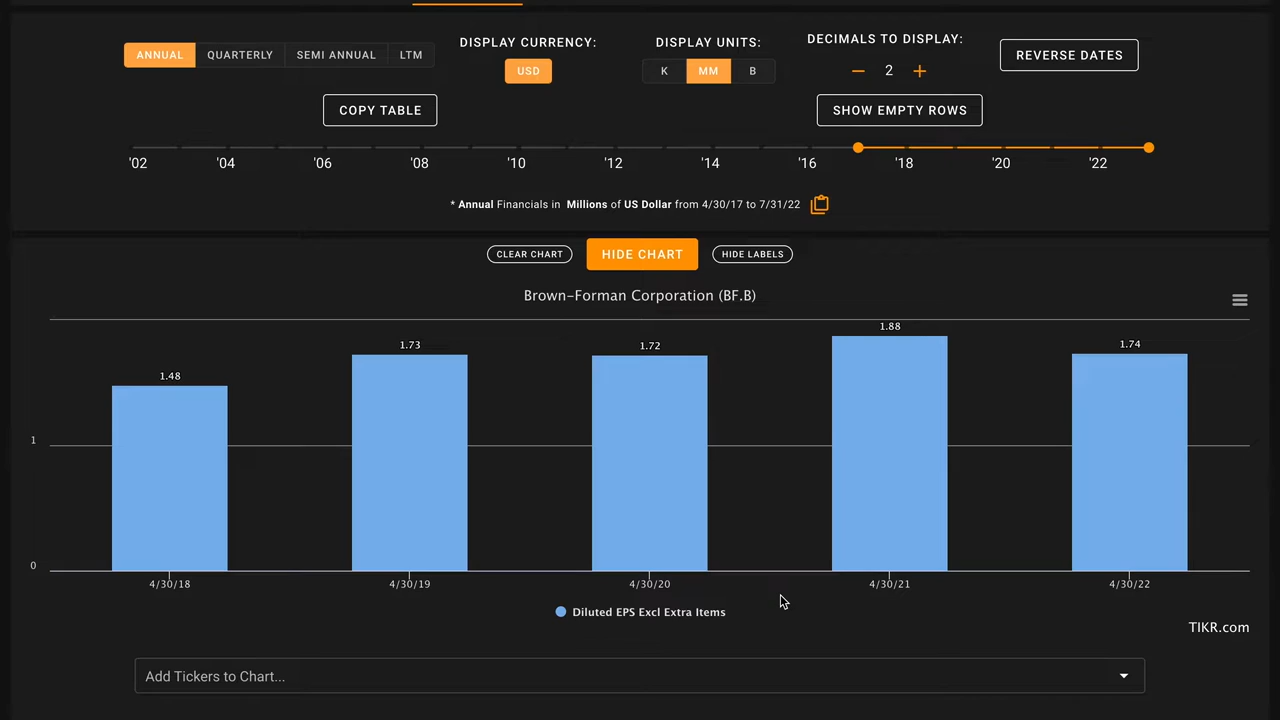 ANNUAL QUARTERLY SEMI ANNUAL LTM
DISPLAY CURRENCY:
USD
DISPLAY UNITS:
K MM B
DECIMALS TO DISPLAY:
− 2 +
REVERSE DATES
COPY TABLE
SHOW EMPTY ROWS
'02 '04 '06 '08 '10 '12 '14 '16 '18 '20 '22
* Annual Financials in Millions of US Dollar from 4/30/17 to 7/31/22
CLEAR CHART HIDE CHART HIDE LABELS
Brown-Forman Corporation (BF.B)
1.48 1.73 1.72 1.88 1.74
1
0
4/30/18 4/30/19 4/30/20 4/30/21 4/30/22
Diluted EPS Excl Extra Items
TIKR.com
Add Tickers to Chart...